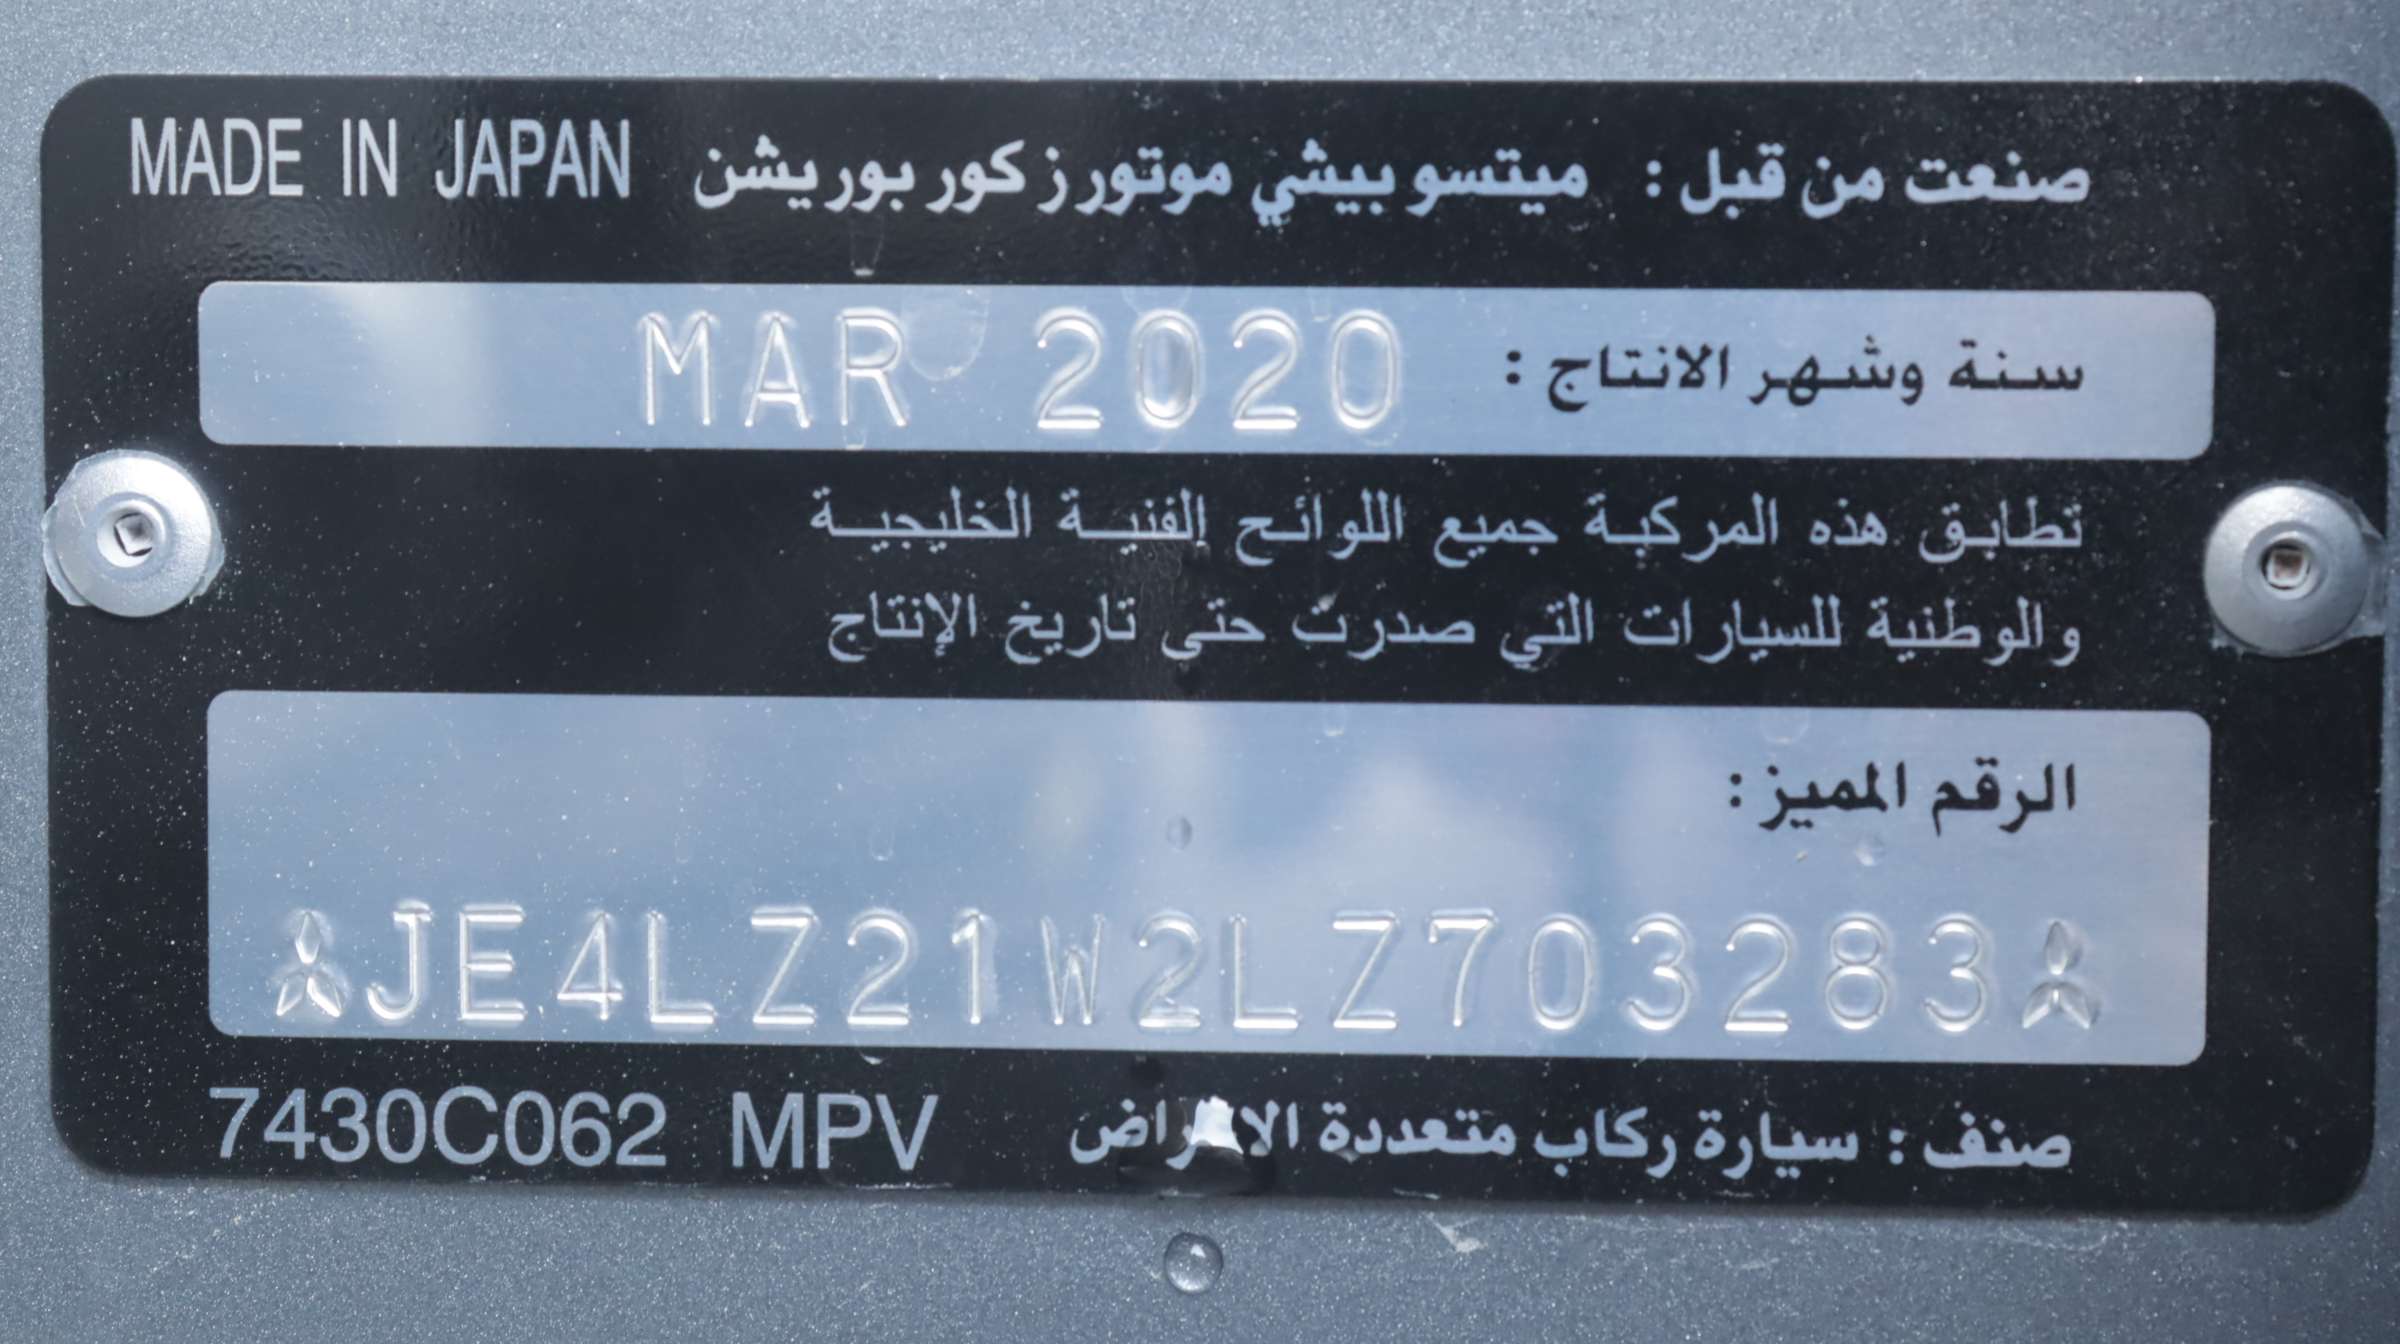 صنعت من قبل : ميتسوبيشي موتورز كوربوريشن MADE IN JAPAN
سنة وشهر الانتاج : MAR 2020
تطابق هذه المركبة جميع اللوائح الفنية الخليجية
والوطنية للسيارات التي صدرت حتى تاريخ الإنتاج
الرقم المميز:
JE4LZ21W2LZ703283
صنف : سيارة ركاب متعددة 7430C062 MPV